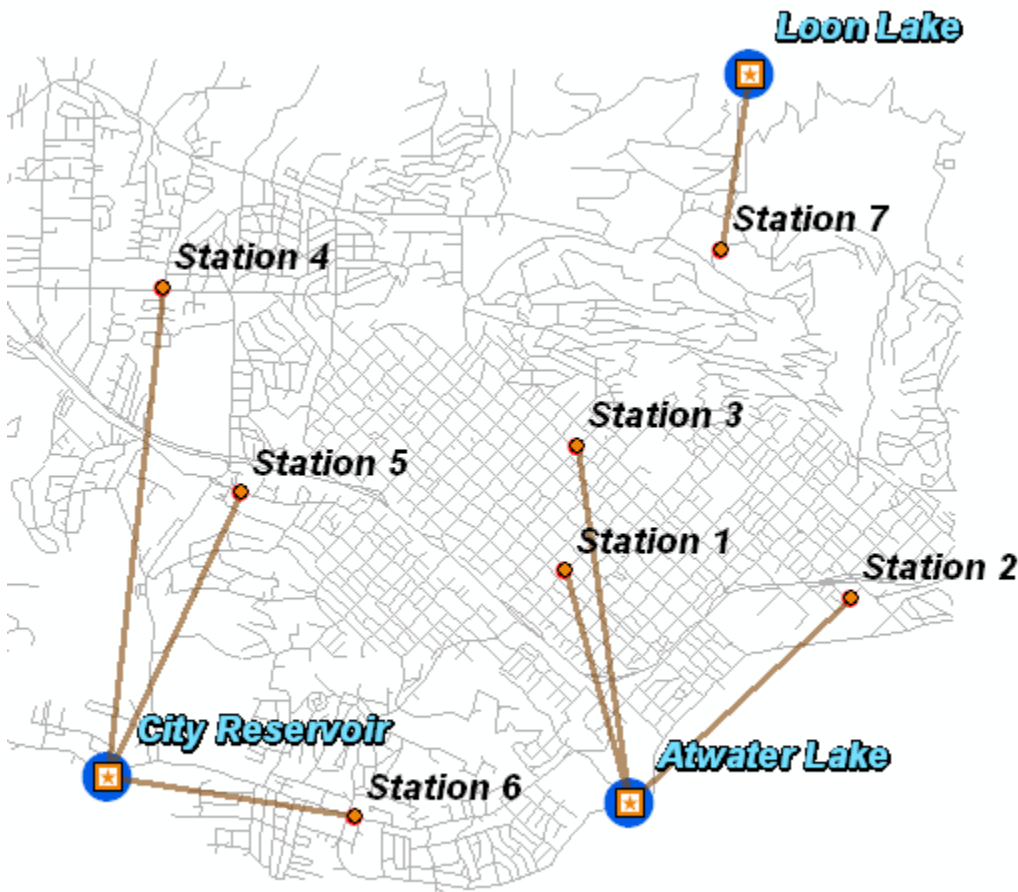 Loon Lake
Station 7
Station 4
Station 3
Station 5
Station 1
Station 2
City Reservoir
Atwater Lake
Station 6